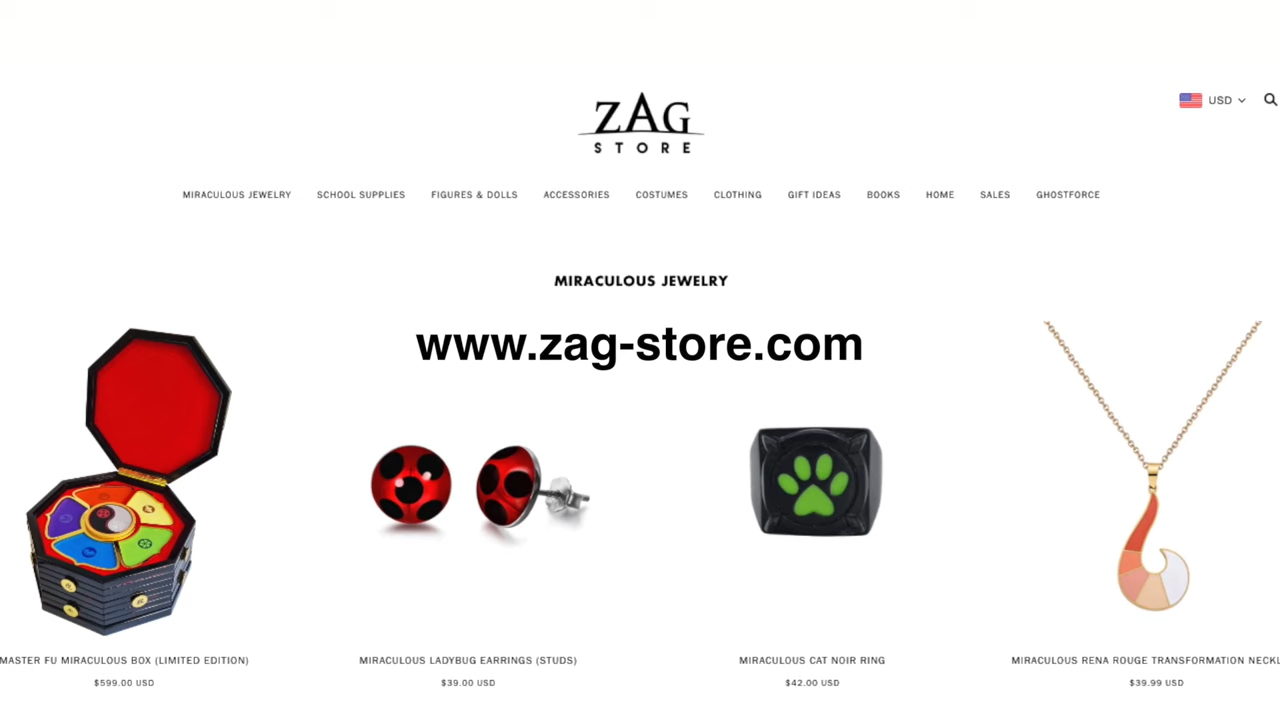 ZAG
STORE
USD
MIRACULOUS JEWELRY SCHOOL SUPPLIES FIGURES & DOLLS ACCESSORIES COSTUMES CLOTHING GIFT IDEAS BOOKS HOME SALES GHOSTFORCE
MIRACULOUS JEWELRY
www.zag-store.com
MASTER FU MIRACULOUS BOX (LIMITED EDITION) MIRACULOUS LADYBUG EARRINGS (STUDS) MIRACULOUS CAT NOIR RING MIRACULOUS RENA ROUGE TRANSFORMATION
$599.00 USD $39.00 USD $42.00 USD $39.99 USD